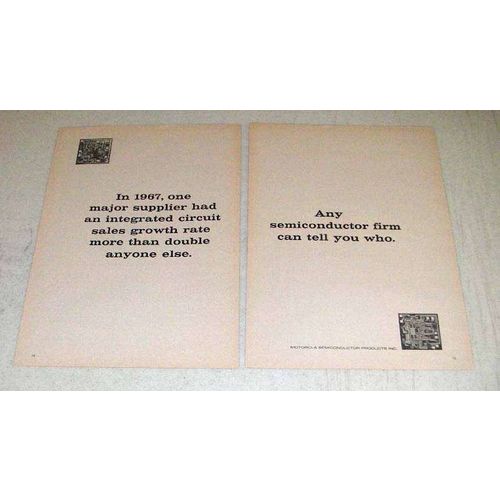 In 1967, one
major supplier had
an integrated circuit
sales growth rate
more than double
anyone else.
Any
semiconductor firm
can tell you who.
MOTOROLA SEMICONDUCTOR PRODUCTS INC.